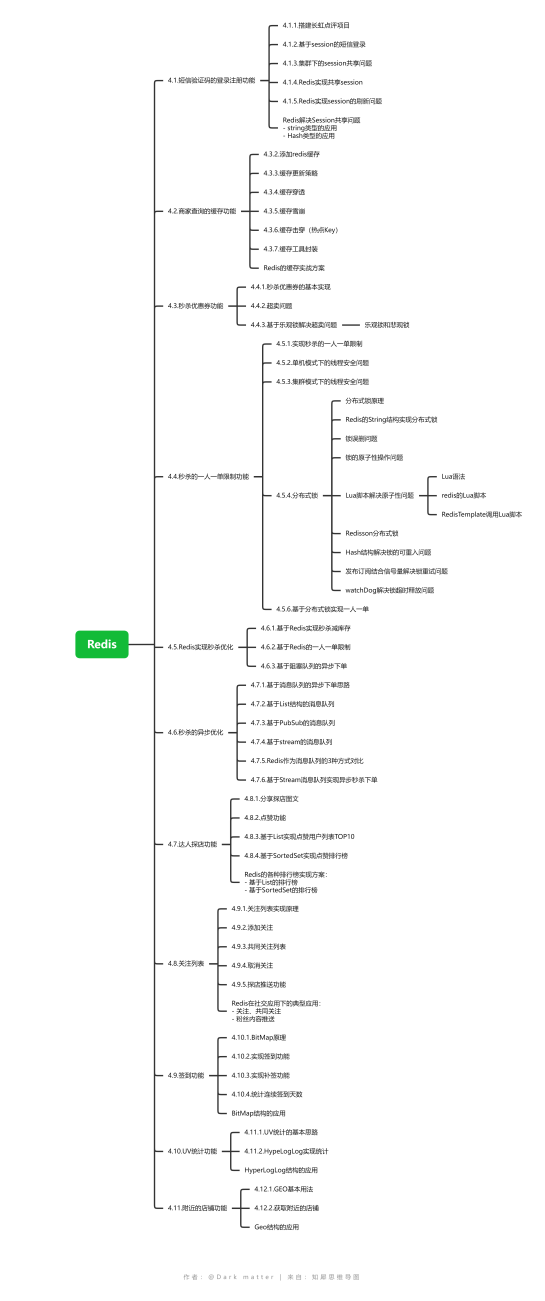 Redis
4.1.短信验证码的登录注册功能
4.1.1.搭建长虹点评项目
4.1.2.基于session的短信登录
4.1.3.集群下的session共享问题
4.1.4.Redis实现共享session
4.1.5.Redis实现session的刷新问题
Redis解决Session共享问题
- string类型的应用
- Hash类型的应用
4.2.商家查询的缓存功能
4.3.2.添加redis缓存
4.3.3.缓存更新策略
4.3.4.缓存穿透
4.3.5.缓存雪崩
4.3.6.缓存击穿（热点Key）
4.3.7.缓存工具封装
Redis的缓存实战方案
4.3.秒杀优惠券功能
4.4.1.秒杀优惠券的基本实现
4.4.2.超卖问题
4.4.3.基于乐观锁解决超卖问题
乐观锁和悲观锁
4.4.秒杀的一人一单限制功能
4.5.1.实现秒杀的一人一单限制
4.5.2.单机模式下的线程安全问题
4.5.3.集群模式下的线程安全问题
4.5.4.分布式锁
分布式锁原理
Redis的String结构实现分布式锁
锁误删问题
锁的原子性操作问题
Lua脚本解决原子性问题
Lua语法
redis的Lua脚本
RedisTemplate调用Lua脚本
Redisson分布式锁
Hash结构解决锁的可重入问题
发布订阅结合信号量解决锁重试问题
watchDog解决锁超时释放问题
4.5.6.基于分布式锁实现一人一单
4.5.Redis实现秒杀优化
4.6.1.基于Redis实现秒杀减库存
4.6.2.基于Redis的一人一单限制
4.6.3.基于阻塞队列的异步下单
4.6.秒杀的异步优化
4.7.1.基于消息队列的异步下单思路
4.7.2.基于List结构的消息队列
4.7.3.基于PubSub的消息队列
4.7.4.基于stream的消息队列
4.7.5.Redis作为消息队列的3种方式对比
4.7.6.基于Stream消息队列实现异步秒杀下单
4.7.达人探店功能
4.8.1.分享探店图文
4.8.2.点赞功能
4.8.3.基于List实现点赞用户列表TOP10
4.8.4.基于SortedSet实现点赞排行榜
Redis的各种排行榜实现方案：
- 基于List的排行榜
- 基于SortedSet的排行榜
4.8.关注列表
4.9.1.关注列表实现原理
4.9.2.添加关注
4.9.3.共同关注列表
4.9.4.取消关注
4.9.5.探店推送功能
Redis在社交应用下的典型应用：
- 关注、共同关注
- 粉丝内容推送
4.9.签到功能
4.10.1.BitMap原理
4.10.2.实现签到功能
4.10.3.实现补签功能
4.10.4.统计连续签到天数
BitMap结构的应用
4.10.UV统计功能
4.11.1.UV统计的基本思路
4.11.2.HypeLogLog实现统计
HyperLogLog结构的应用
4.11.附近的店铺功能
4.12.1.GEO基本用法
4.12.2.获取附近的店铺
Geo结构的应用
作者：@Dark matter | 来自：知犀思维导图